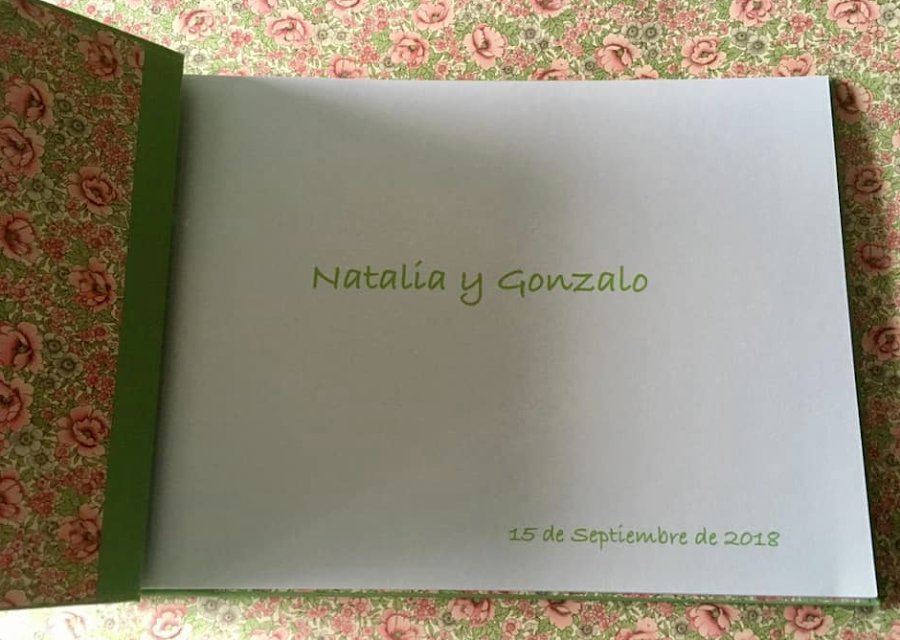 Natalia y Gonzalo
15 de Septiembre de 2018